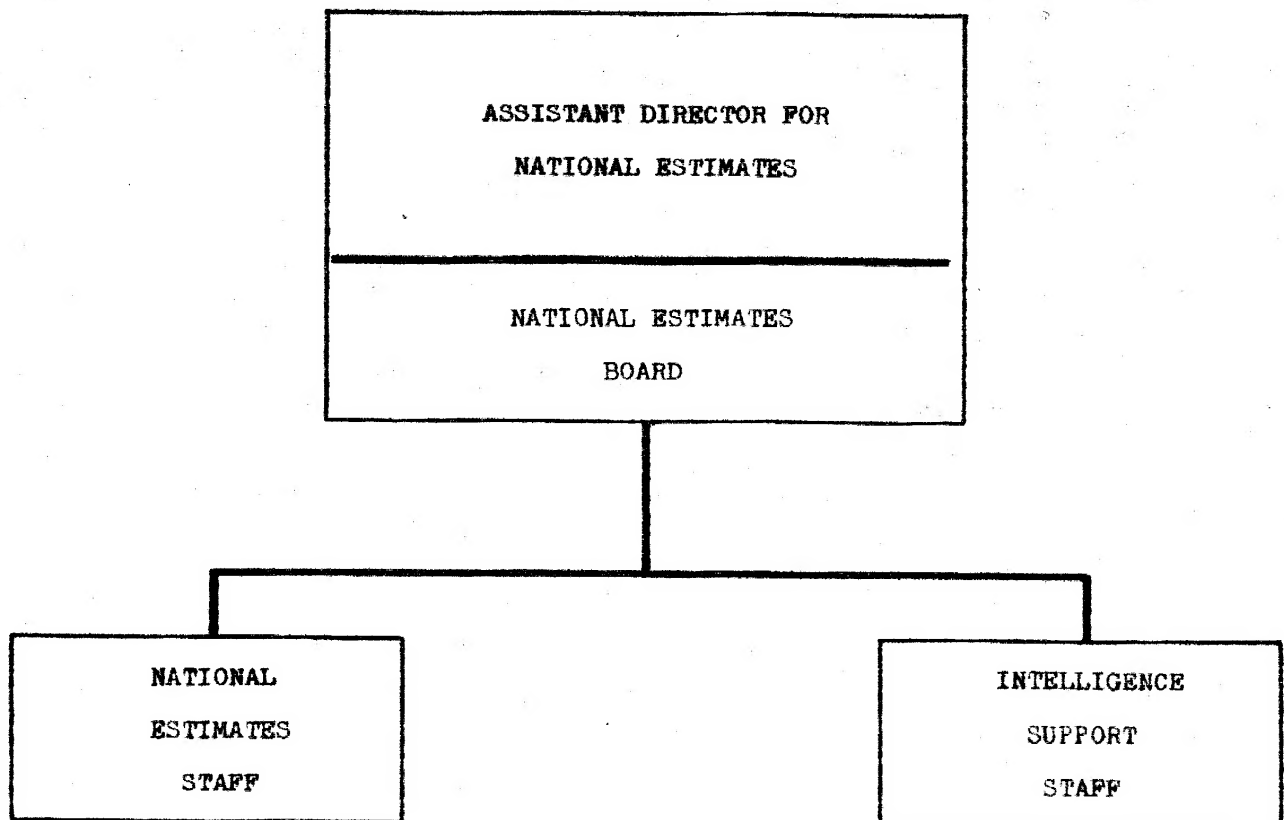 ASSISTANT DIRECTOR FOR
NATIONAL ESTIMATES
NATIONAL ESTIMATES
BOARD
NATIONAL
ESTIMATES
STAFF
INTELLIGENCE
SUPPORT
STAFF